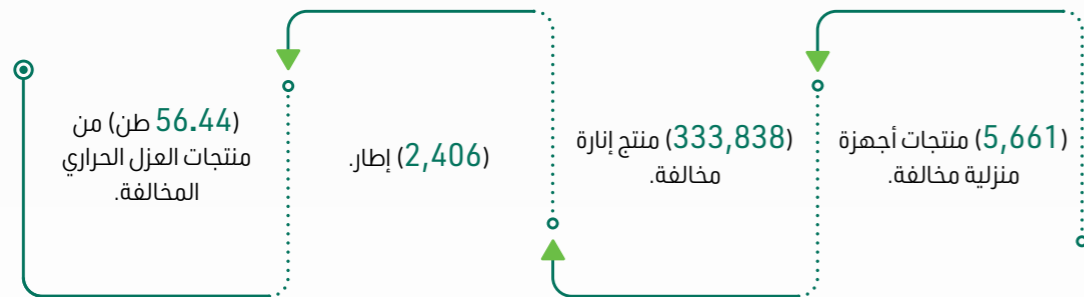 (5,661) منتجات أجهزة
منزلية مخالفة.
(333,838) منتج إنارة
مخالفة.
(2,406) إطار.
(56.44 طن) من
منتجات العزل الحراري
المخالفة.